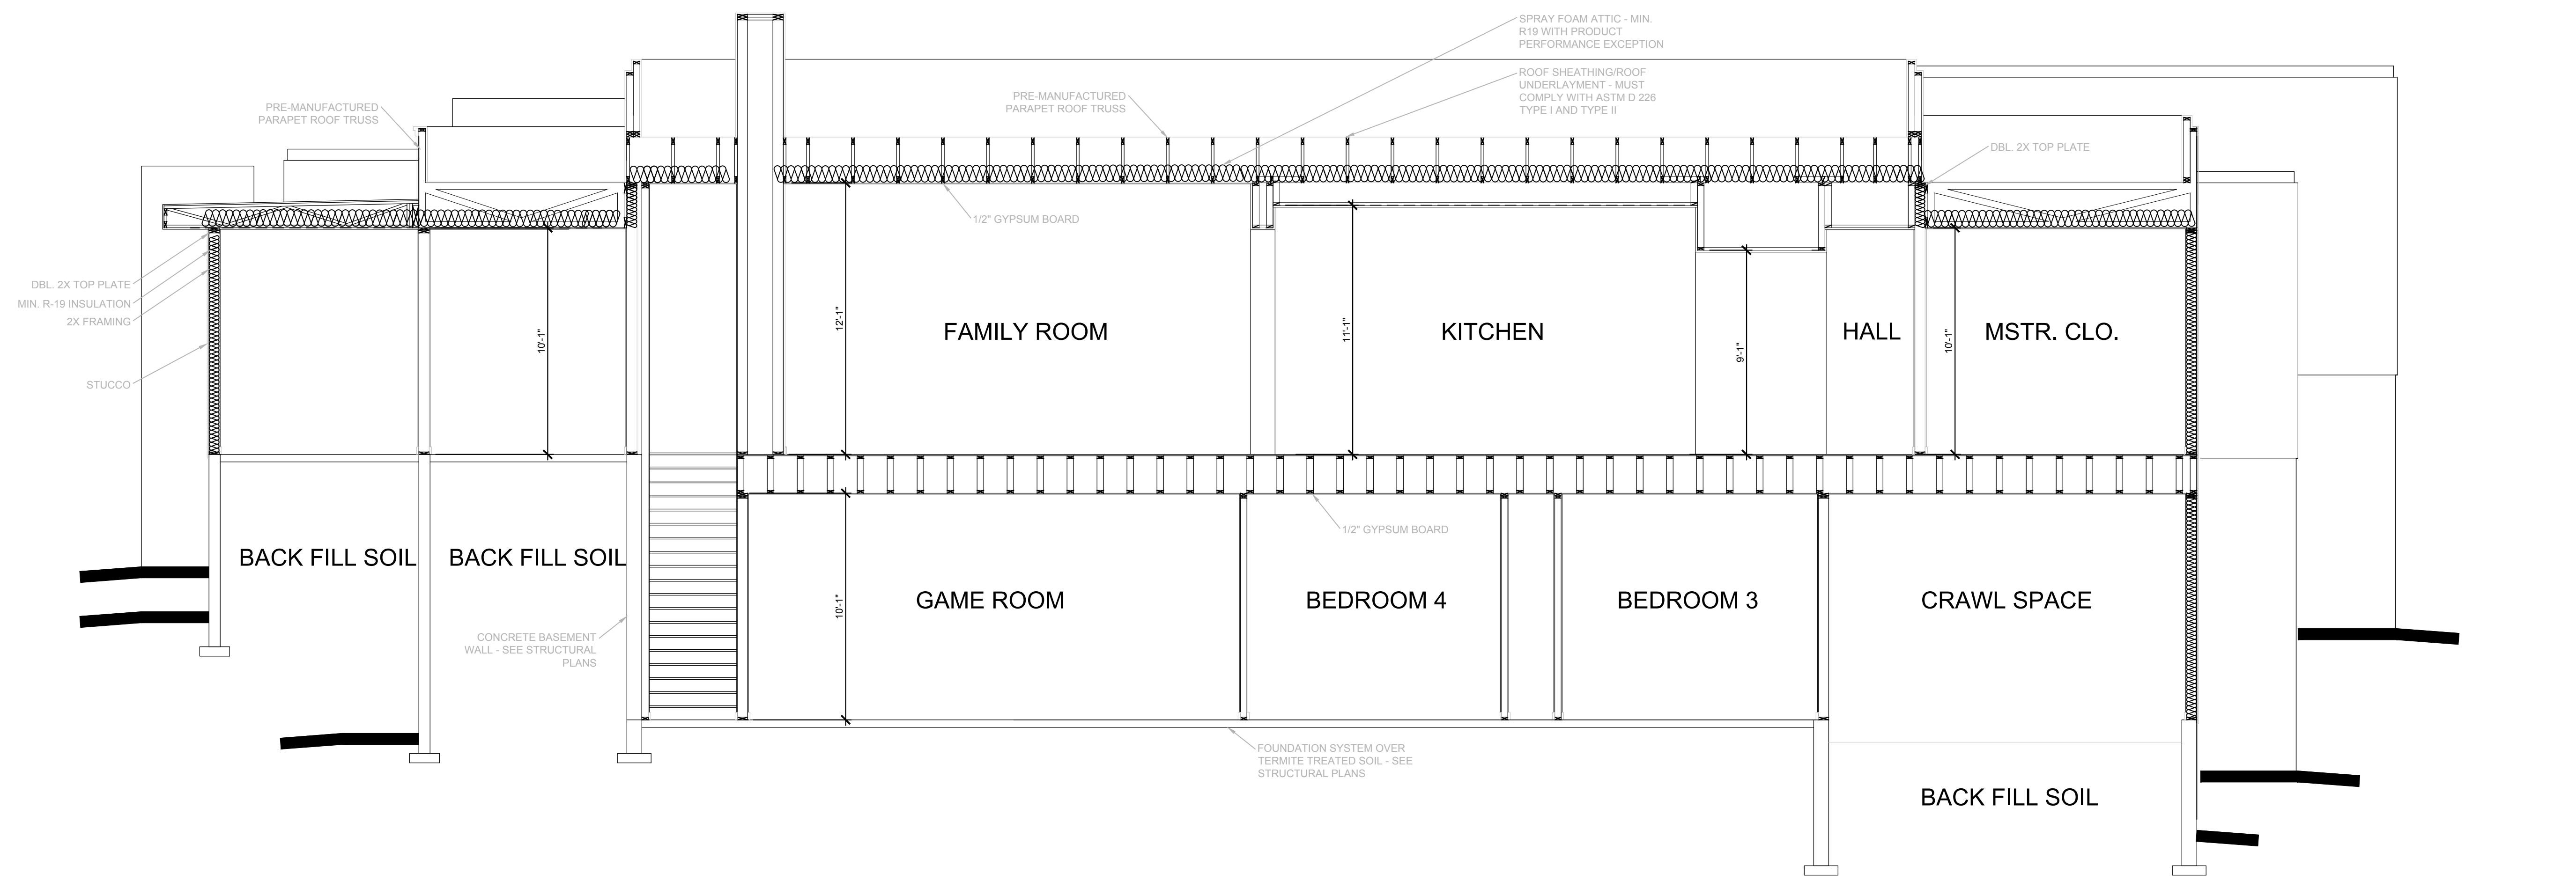 SPRAY FOAM ATTIC - MIN.
R19 WITH PRODUCT
PERFORMANCE EXCEPTION
ROOF SHEATHING/ROOF
UNDERLAYMENT - MUST
COMPLY WITH ASTM D 226
TYPE I AND TYPE II
PRE-MANUFACTURED
PARAPET ROOF TRUSS
PRE-MANUFACTURED
PARAPET ROOF TRUSS
DBL. 2X TOP PLATE
1/2" GYPSUM BOARD
DBL. 2X TOP PLATE
MIN. R-19 INSULATION
2X FRAMING
STUCCO
10'-1"
12'-1"
FAMILY ROOM
11'-1"
KITCHEN
9'-1"
HALL
10'-1"
MSTR. CLO.
1/2" GYPSUM BOARD
BACK FILL SOIL
BACK FILL SOIL
10'-1"
GAME ROOM
BEDROOM 4
BEDROOM 3
CRAWL SPACE
CONCRETE BASEMENT
WALL - SEE STRUCTURAL
PLANS
FOUNDATION SYSTEM OVER
TERMITE TREATED SOIL - SEE
STRUCTURAL PLANS
BACK FILL SOIL